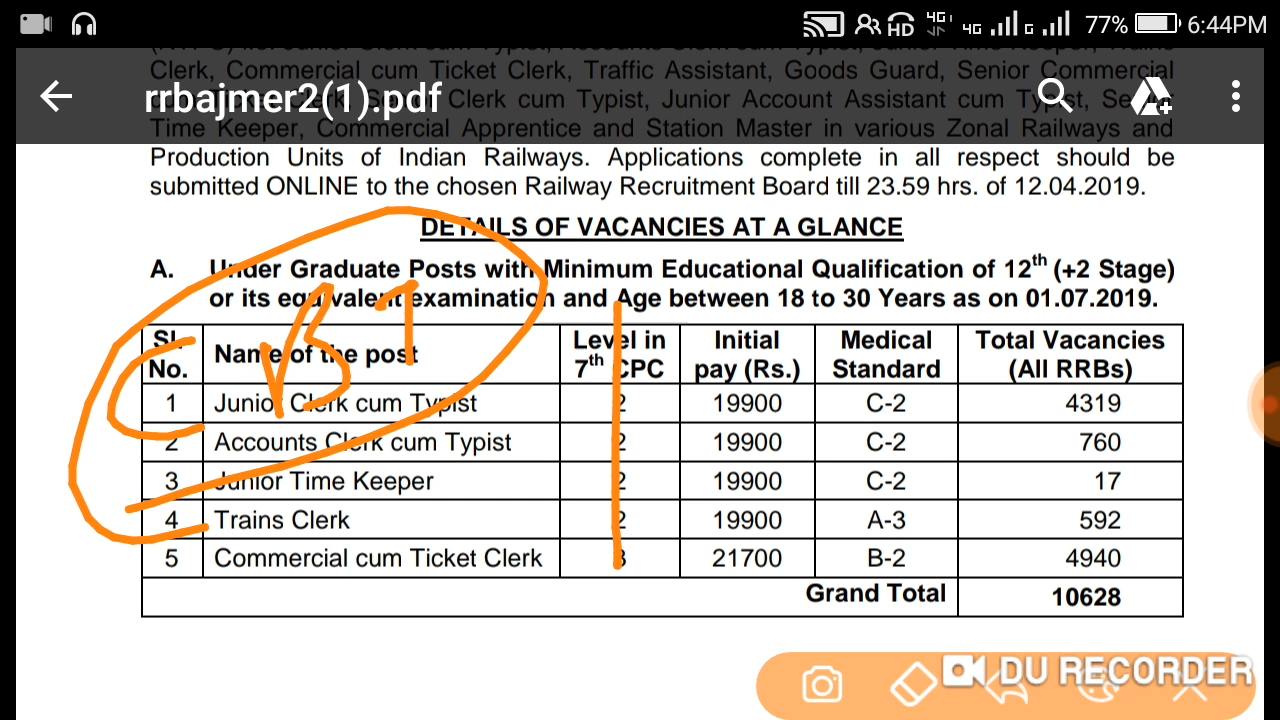 4G 4G G 77% 6:44PM
Clerk, Commercial cum Ticket Clerk, Traffic Assistant, Goods Guard, Senior Commercial
rrbajmer2(1).pdf
Clerk cum Typist, Junior Account Assistant cum Typist,
Time Keeper, Commercial Apprentice and Station Master in various Zonal Railways and
Production Units of Indian Railways. Applications complete in all respect should be
submitted ONLINE to the chosen Railway Recruitment Board till 23.59 hrs. of 12.04.2019.
DETAILS OF VACANCIES AT A GLANCE
A. Under Graduate Posts with Minimum Educational Qualification of 12th (+2 Stage)
or its equivalent examination and Age between 18 to 30 Years as on 01.07.2019.
Sl. No. Name of the post Level in 7th CPC Initial pay (Rs.) Medical Standard Total Vacancies (All RRBs)
1 Junior Clerk cum Typist 2 19900 C-2 4319
2 Accounts Clerk cum Typist 2 19900 C-2 760
3 Junior Time Keeper 2 19900 C-2 17
4 Trains Clerk 2 19900 A-3 592
5 Commercial cum Ticket Clerk 3 21700 B-2 4940
Grand Total 10628
DU RECORDER